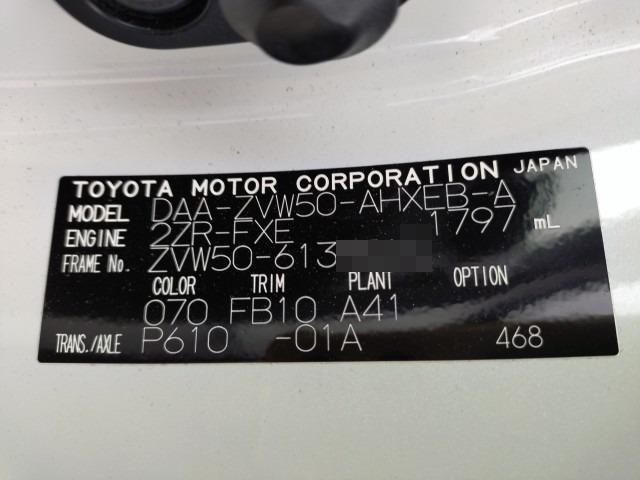 TOYOTA MOTOR CORPORATION JAPAN
MODEL DAA-ZVW50-AHXEB-A
ENGINE 2ZR-FXE 1797 mL
FRAME No. ZVW50-613
COLOR TRIM PLANT OPTION
070 FB10 A41
TRANS./AXLE P610 -01A 468